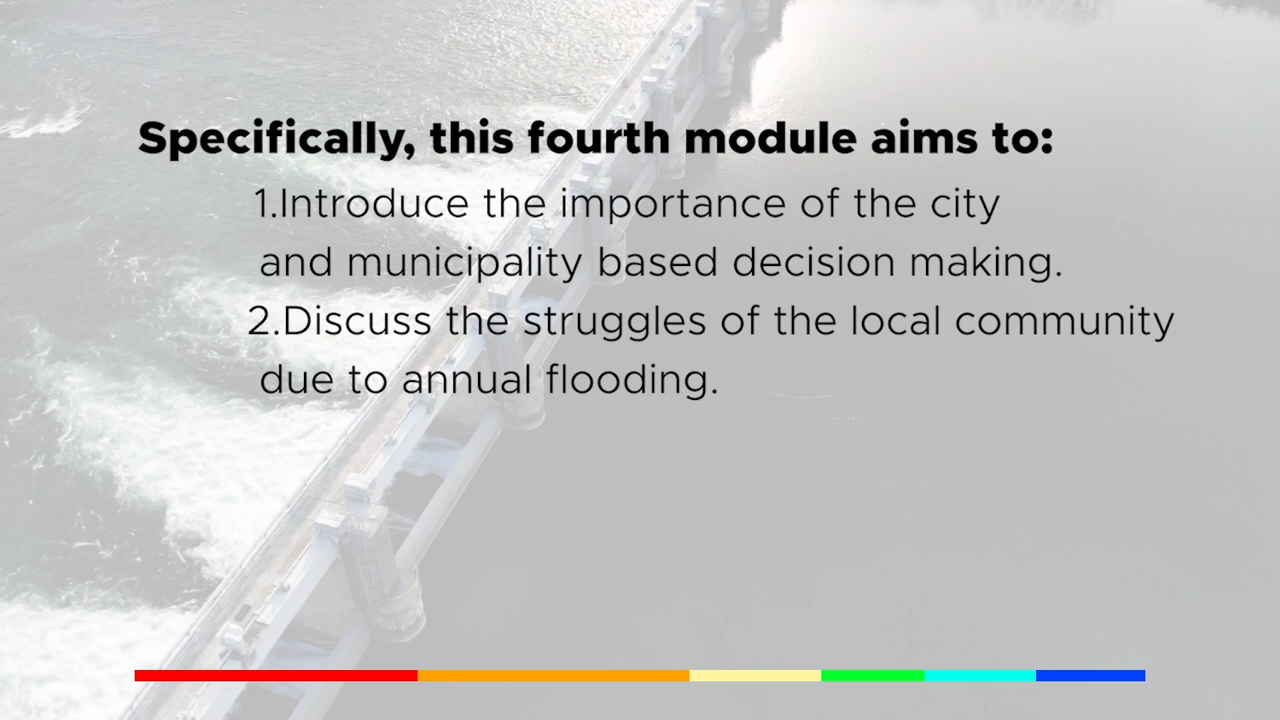 Specifically, this fourth module aims to:
1.Introduce the importance of the city
and municipality based decision making.
2.Discuss the struggles of the local community
due to annual flooding.